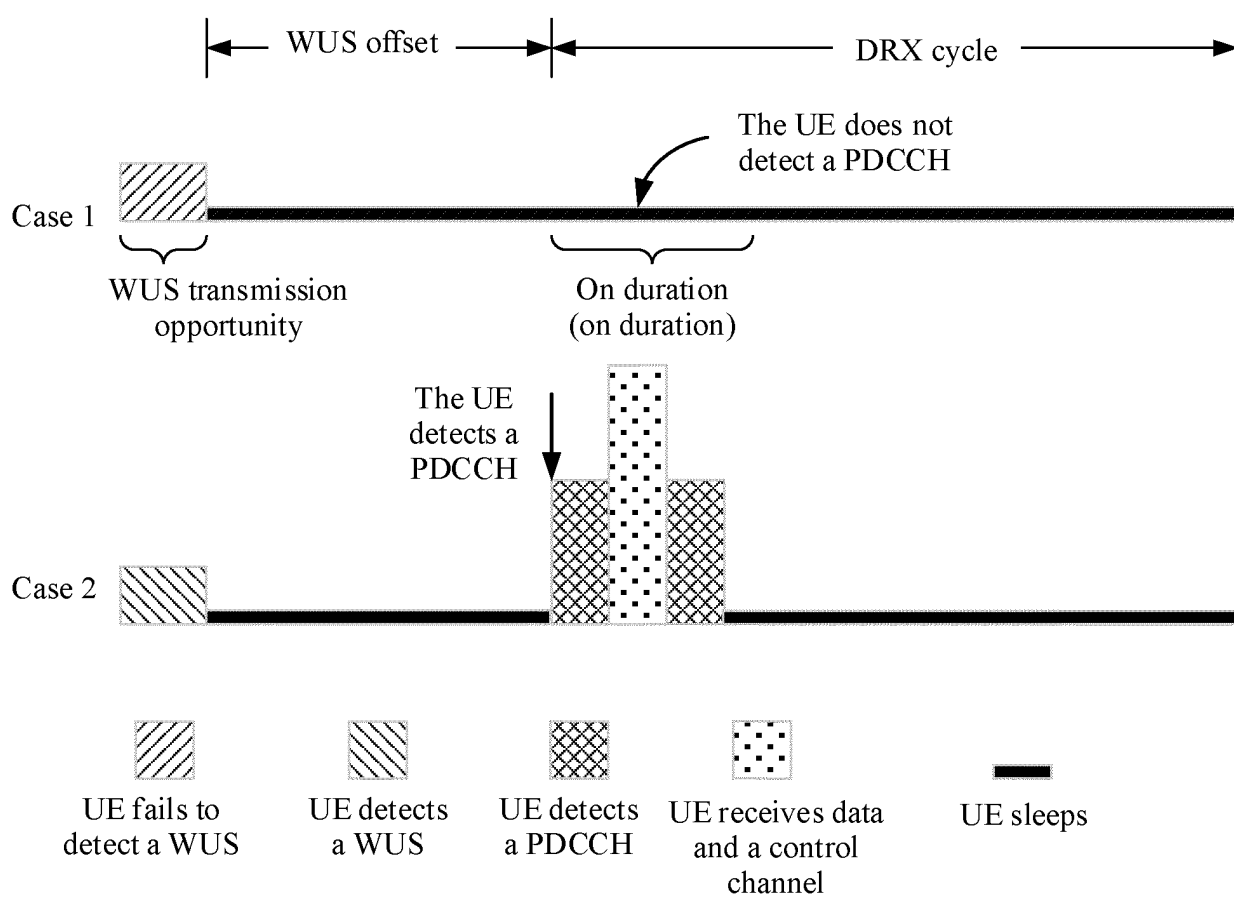 WUS offset
DRX cycle
The UE does not
detect a PDCCH
Case 1
WUS transmission
opportunity
On duration
(on duration)
The UE
detects a
PDCCH
Case 2
UE fails to
detect a WUS
UE detects
a WUS
UE detects
a PDCCH
UE receives data
and a control
channel
UE sleeps